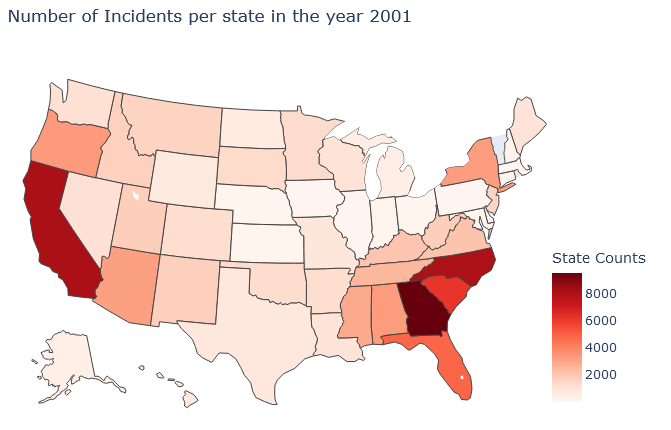 Number of Incidents per state in the year 2001
State Counts
8000
6000
4000
2000